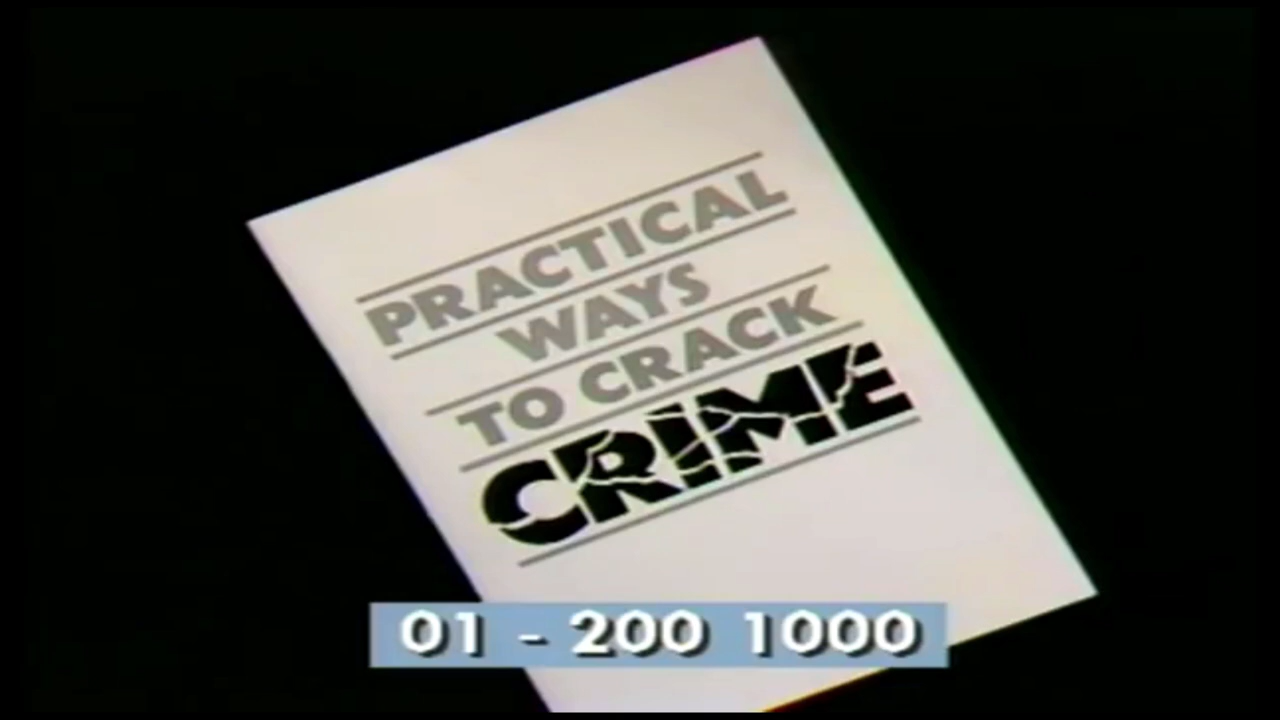 PRACTICAL
WAYS
TO CRACK
CRIME
01 - 200 1000